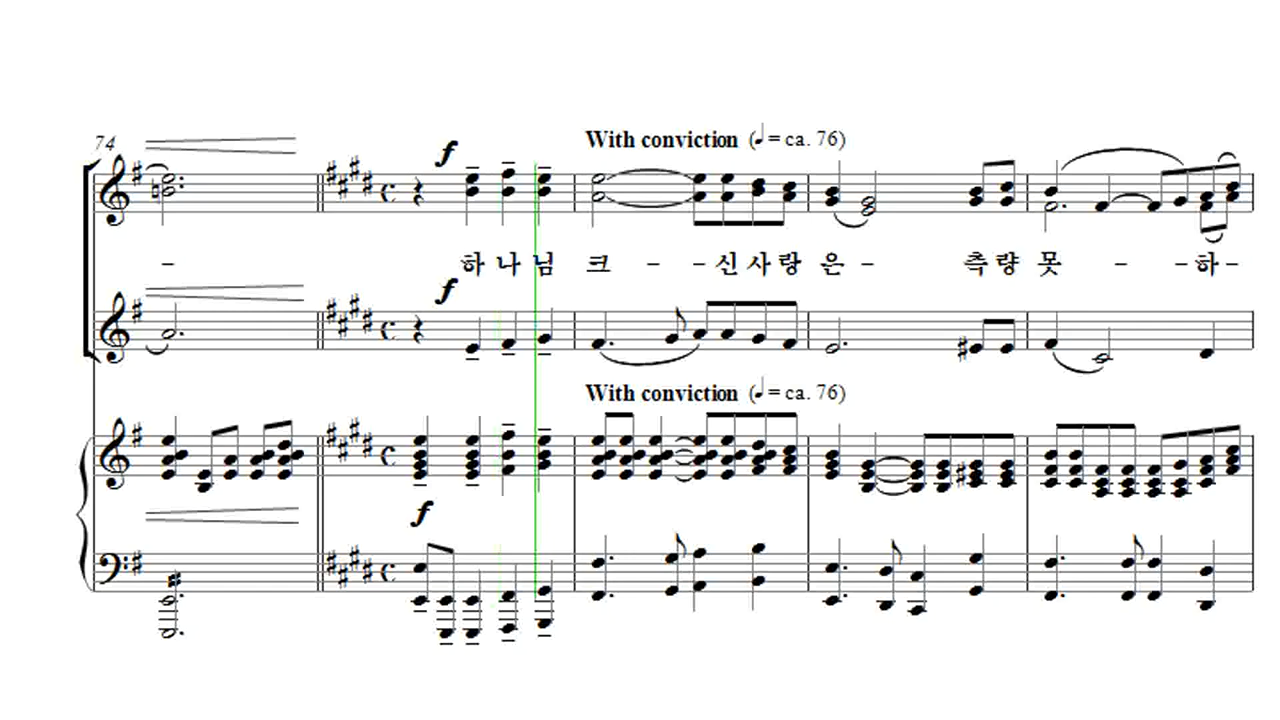 74
With conviction (♩= ca. 76)
f
- 하 나 님 크 - - 신 사 랑 은 - 측 량 못 - - 하 -
f
With conviction (♩= ca. 76)
f